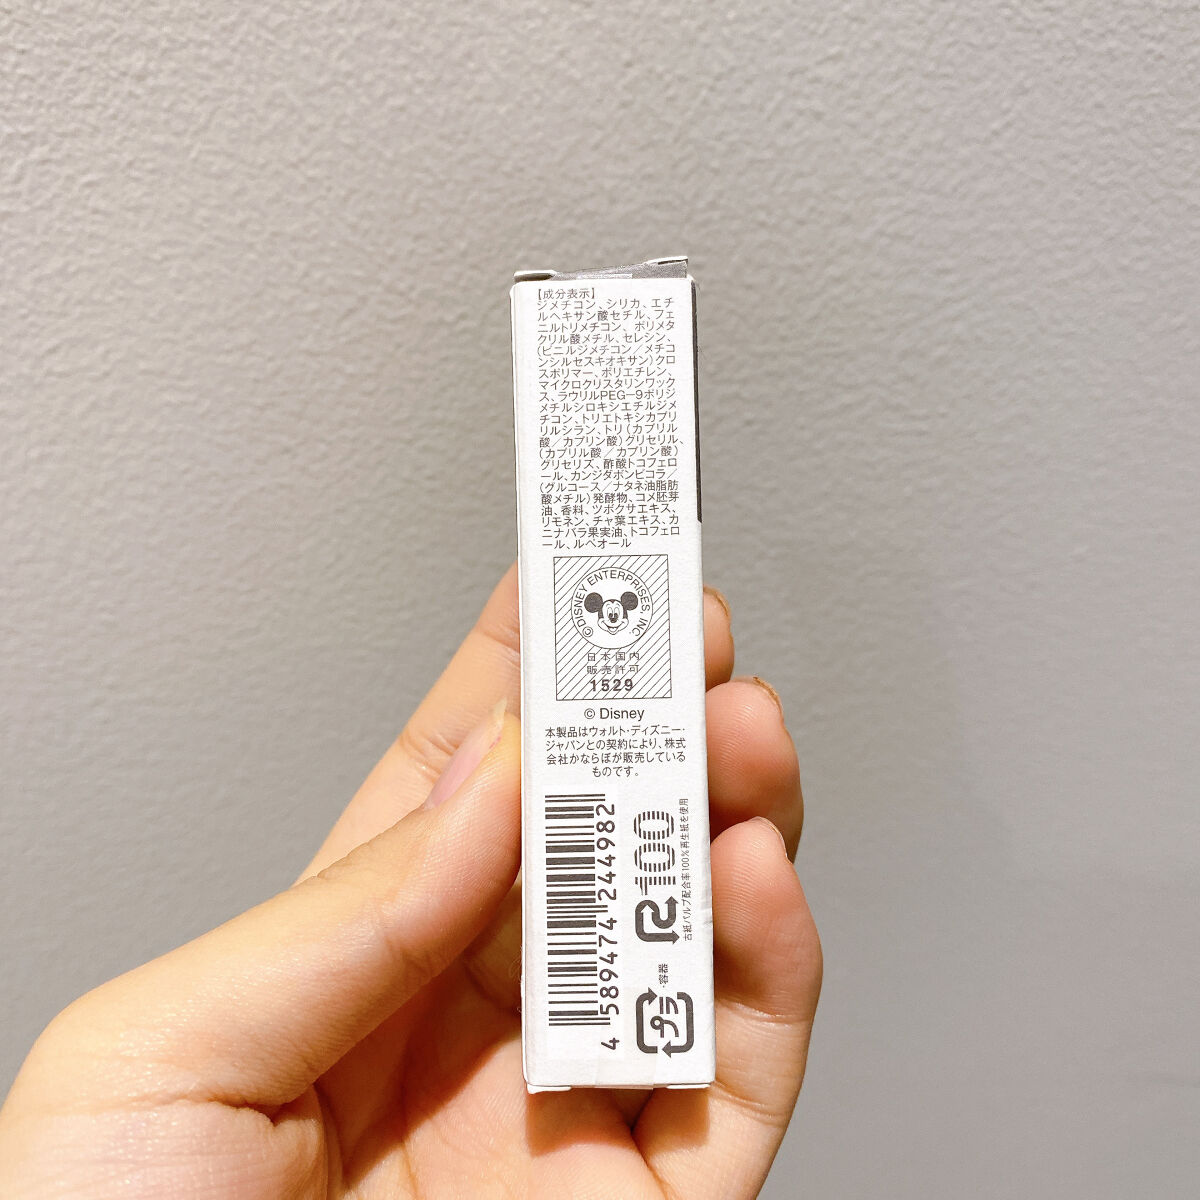 【成分表示】
ジメチコン、シリカ、エチ
ルヘキサン酸セチル、フェ
ニルトリメチコン、ポリメタ
クリル酸メチル、セレシン、
(ビニルジメチコン／メチコ
ンシルセスキオキサン)クロ
スポリマー、ポリエチレン、
マイクロクリスタリンワック
ス、ラウリルPEG－9ポリジ
メチルシロキシエチルジメ
チコン、トリエトキシカプリ
リルシラン、トリ(カプリル
酸／カプリン酸)グリセリル、
(カプリル酸／カプリン酸)
グリセリズ、酢酸トコフェロ
ール、カンジダボンビコラ／
(グルコース／ナタネ油脂肪
酸メチル)発酵物、コメ胚芽
油、香料、ツボクサエキス、
リモネン、チャ葉エキス、カ
ニナバラ果実油、トコフェロ
ール、ルペオール
© DISNEY ENTERPRISES, INC.
日本国内
販売許可
1529
© Disney
本製品はウォルト・ディズニー・
ジャパンとの契約により、株式
会社かならぼが販売している
ものです。
4 589474 244982
R100
古紙パルプ配合率100%再生紙を使用
プラ
・容器